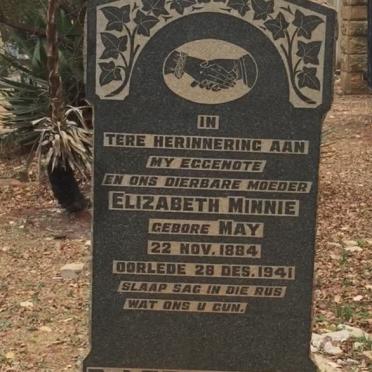 IN
TERE HERINNERING AAN
MY EGGENOTE
EN ONS DIERBARE MOEDER
ELIZABETH MINNIE
GEBORE MAY
22 NOV. 1884
OORLEDE 28 DES. 1941
SLAAP SAG IN DIE RUS
WAT ONS U GUN.